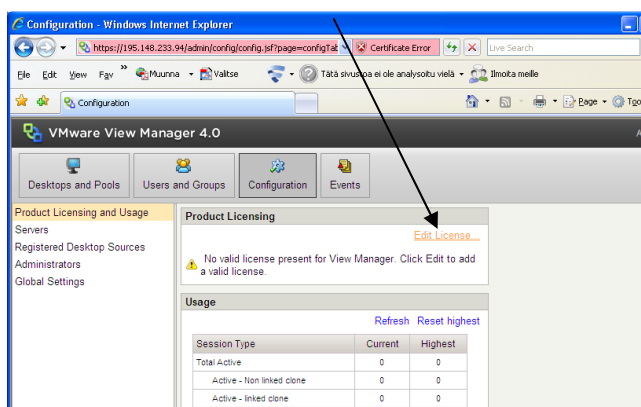 Configuration - Windows Internet Explorer
https://195.148.233.94/admin/config/config.jsf?page=configTab Certificate Error Live Search
File Edit View Fav » Muunna Valitse Tätä sivustoa ei ole analysoitu vielä Ilmoita meille
Configuration Page
VMware View Manager 4.0
Desktops and Pools Users and Groups Configuration Events
Product Licensing and Usage
Servers
Registered Desktop Sources
Administrators
Global Settings
Product Licensing
Edit License...
No valid license present for View Manager. Click Edit to add
a valid license.
Usage
Refresh Reset highest
Session Type Current Highest
Total Active 0 0
Active - Non linked clone 0 0
Active - linked clone 0 0